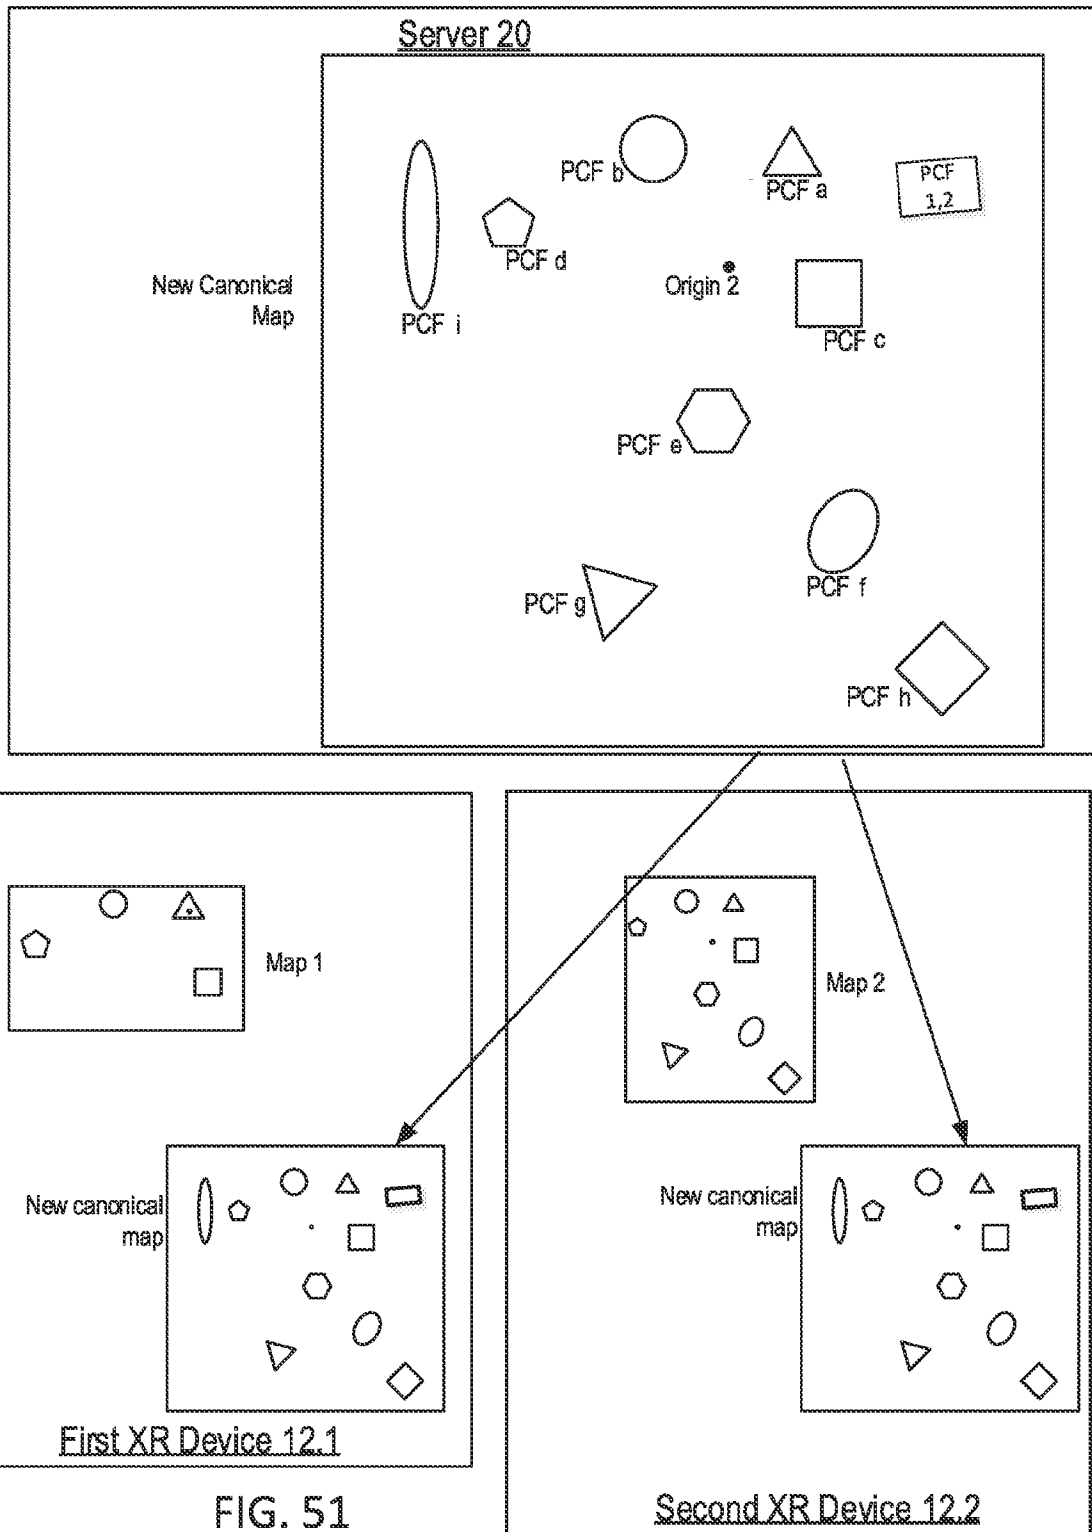 Server 20
PCF b
PCF a
PCF
1,2
PCF d
Origin 2
New Canonical
Map
PCF i
PCF c
PCF e
PCF f
PCF g
PCF h
Map 1
Map 2
New canonical
map
New canonical
map
First XR Device 12.1
FIG. 51
Second XR Device 12.2